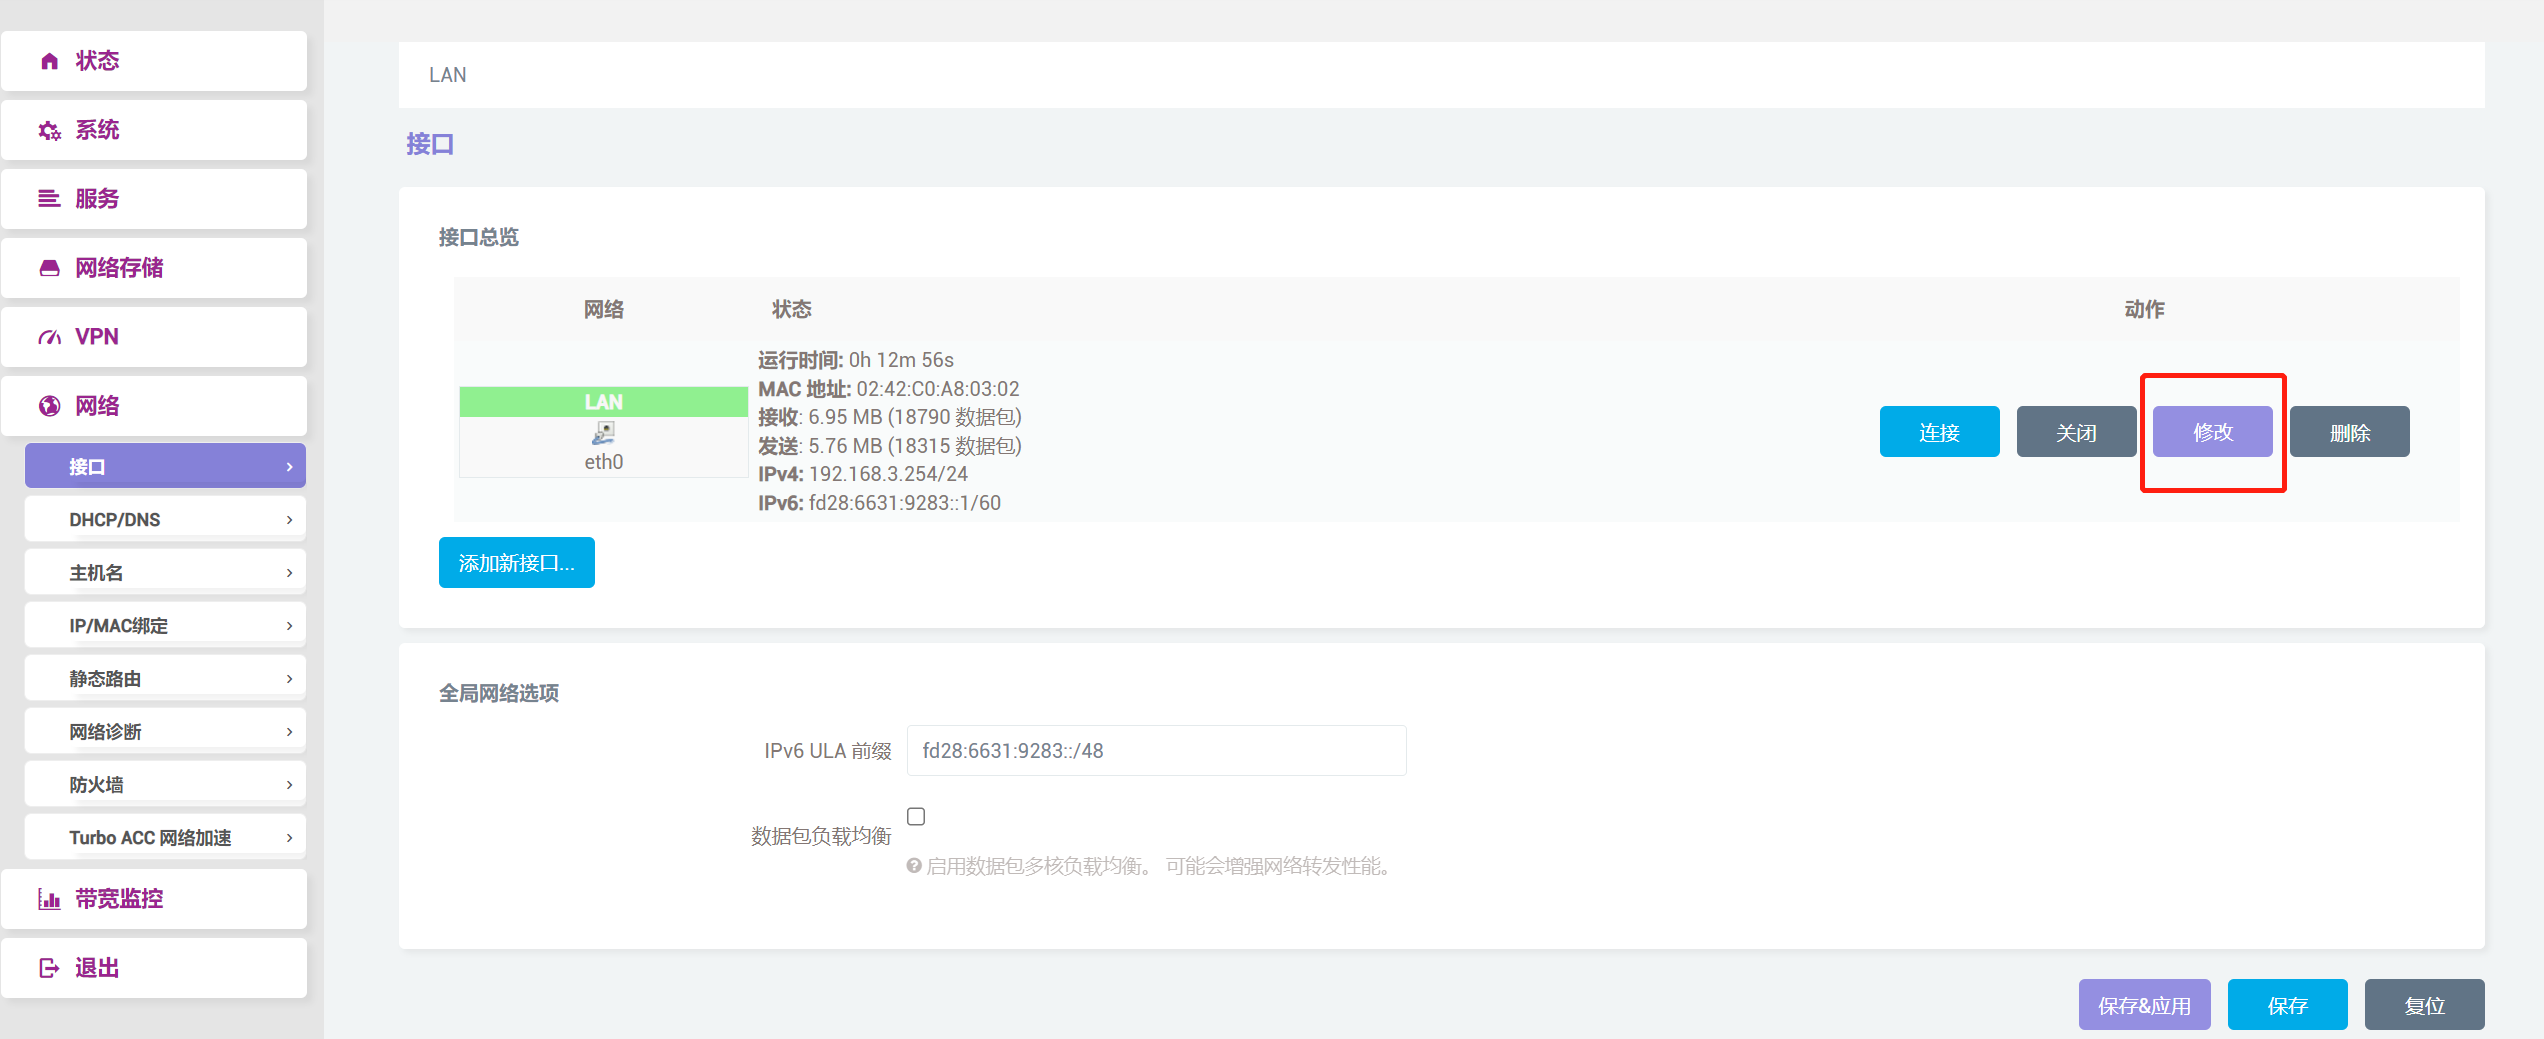 状态
系统
服务
网络存储
VPN
网络
接口
DHCP/DNS
主机名
IP/MAC绑定
静态路由
网络诊断
防火墙
Turbo ACC 网络加速
带宽监控
退出
LAN
接口
接口总览
网络 状态 动作
LAN
eth0
运行时间: 0h 12m 56s
MAC 地址: 02:42:C0:A8:03:02
接收: 6.95 MB (18790 数据包)
发送: 5.76 MB (18315 数据包)
IPv4: 192.168.3.254/24
IPv6: fd28:6631:9283::1/60
连接 关闭 修改 删除
添加新接口...
全局网络选项
IPv6 ULA 前缀 fd28:6631:9283::/48
数据包负载均衡
启用数据包多核负载均衡。 可能会增强网络转发性能。
保存&应用 保存 复位